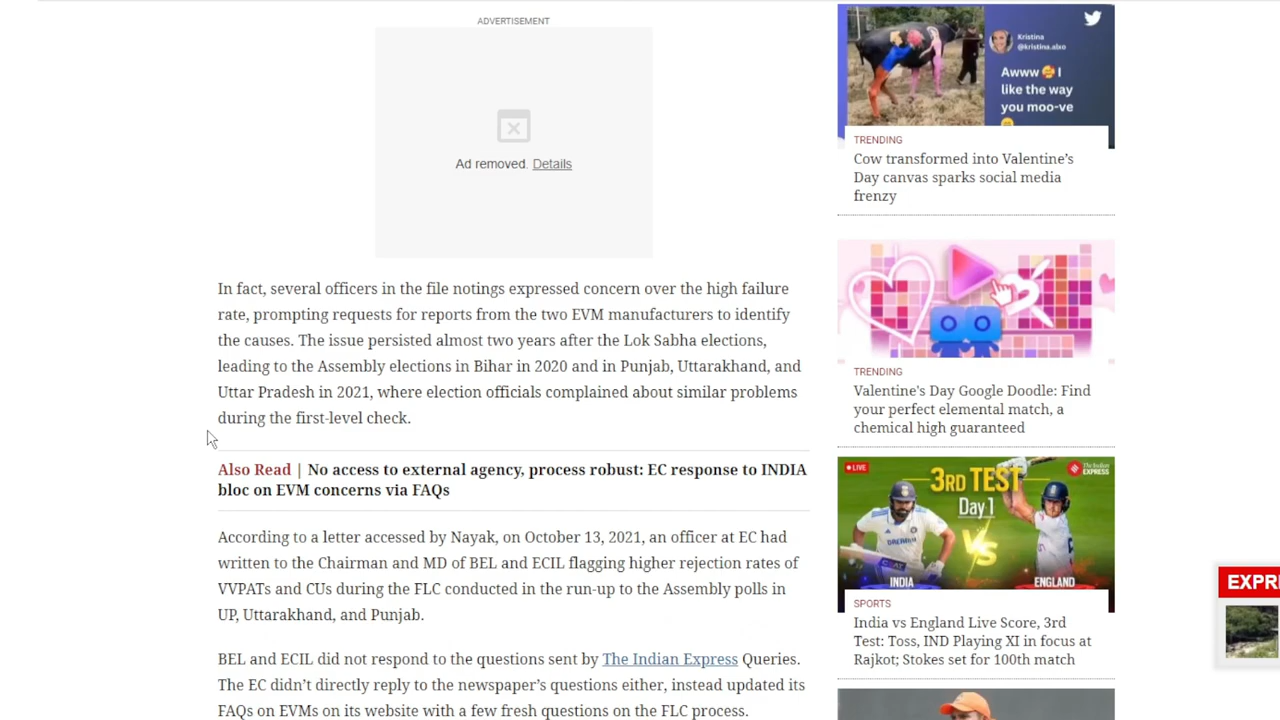 ADVERTISEMENT
Ad removed. Details
In fact, several officers in the file notings expressed concern over the high failure
rate, prompting requests for reports from the two EVM manufacturers to identify
the causes. The issue persisted almost two years after the Lok Sabha elections,
leading to the Assembly elections in Bihar in 2020 and in Punjab, Uttarakhand, and
Uttar Pradesh in 2021, where election officials complained about similar problems
during the first-level check.
Also Read | No access to external agency, process robust: EC response to INDIA
bloc on EVM concerns via FAQs
According to a letter accessed by Nayak, on October 13, 2021, an officer at EC had
written to the Chairman and MD of BEL and ECIL flagging higher rejection rates of
VVPATs and CUs during the FLC conducted in the run-up to the Assembly polls in
UP, Uttarakhand, and Punjab.
BEL and ECIL did not respond to the questions sent by The Indian Express Queries.
The EC didn’t directly reply to the newspaper’s questions either, instead updated its
FAQs on EVMs on its website with a few fresh questions on the FLC process.
Kristina
@kristina.alxo
Awww 🥰 I
like the way
you moo-ve
TRENDING
Cow transformed into Valentine’s
Day canvas sparks social media
frenzy
TRENDING
Valentine's Day Google Doodle: Find
your perfect elemental match, a
chemical high guaranteed
LIVE
3RD TEST
The Indian
EXPRESS
Day 1
VS
INDIA
ENGLAND
SPORTS
India vs England Live Score, 3rd
Test: Toss, IND Playing XI in focus at
Rajkot; Stokes set for 100th match
EXPR